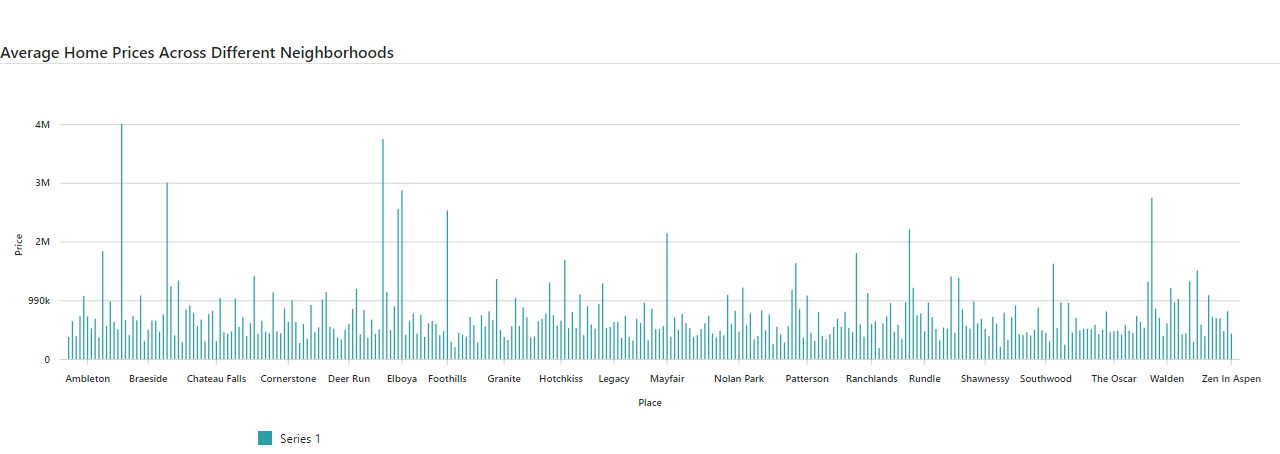 Average Home Prices Across Different Neighborhoods
4M
3M
2M
990k
0
Price
Ambleton Braeside Chateau Falls Cornerstone Deer Run Elboya Foothills Granite Hotchkiss Legacy Mayfair Nolan Park Patterson Ranchlands Rundle Shawnessy Southwood The Oscar Walden Zen In Aspen
Place
Series 1